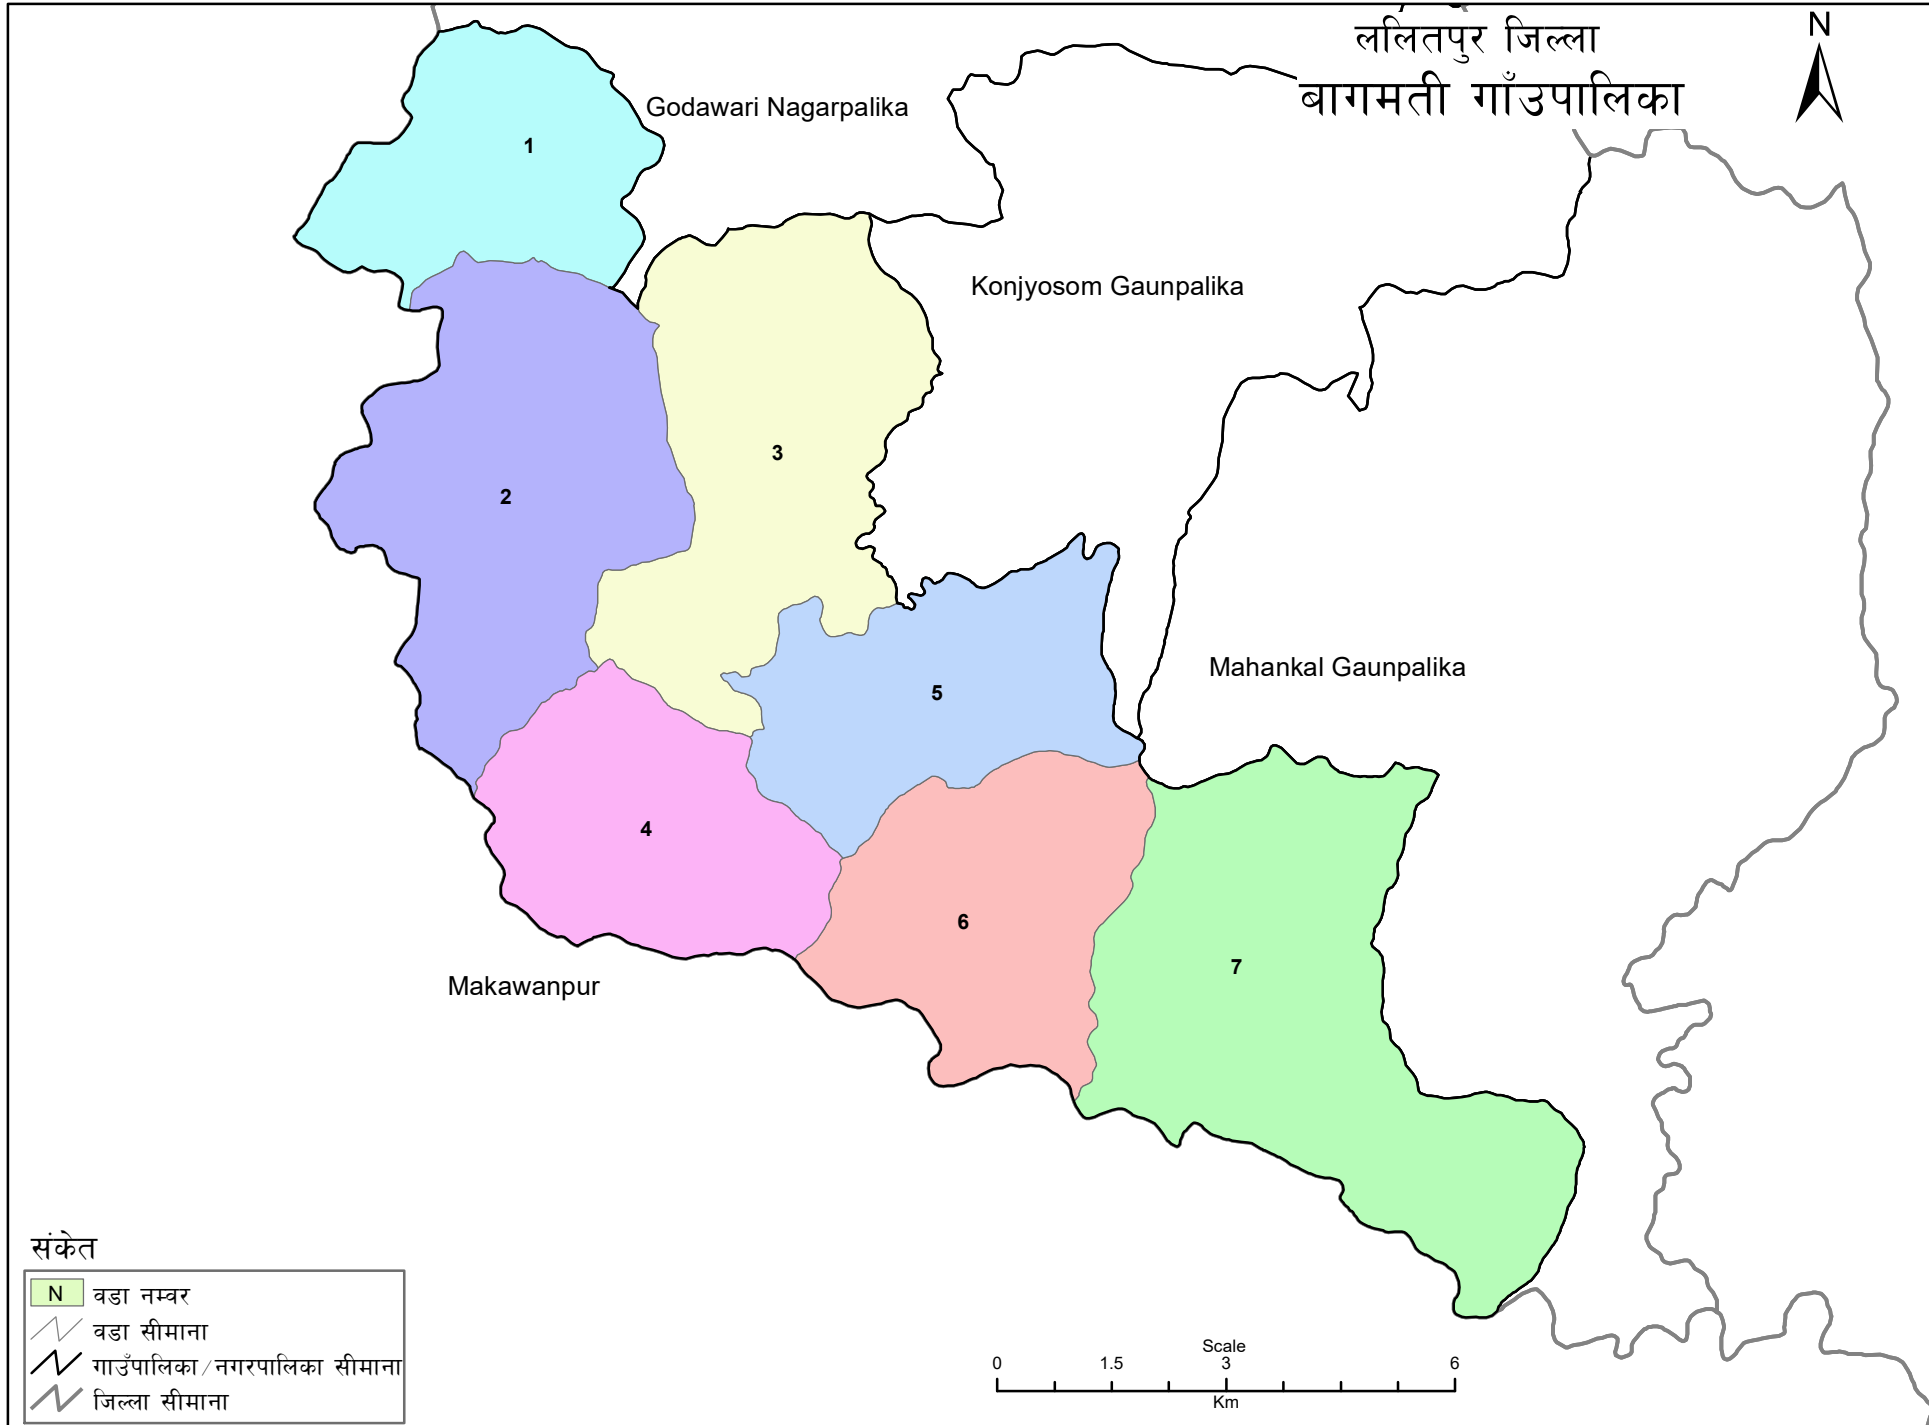 ललितपुर जिल्ला
बागमती गाँउपालिका
N
Godawari Nagarpalika
1
Konjyosom Gaunpalika
3
2
Mahankal Gaunpalika
5
4
6
7
Makawanpur
संकेत
N वडा नम्वर
वडा सीमाना
गाउँपालिका/नगरपालिका सीमाना
जिल्ला सीमाना
Scale
0 1.5 3 6
Km